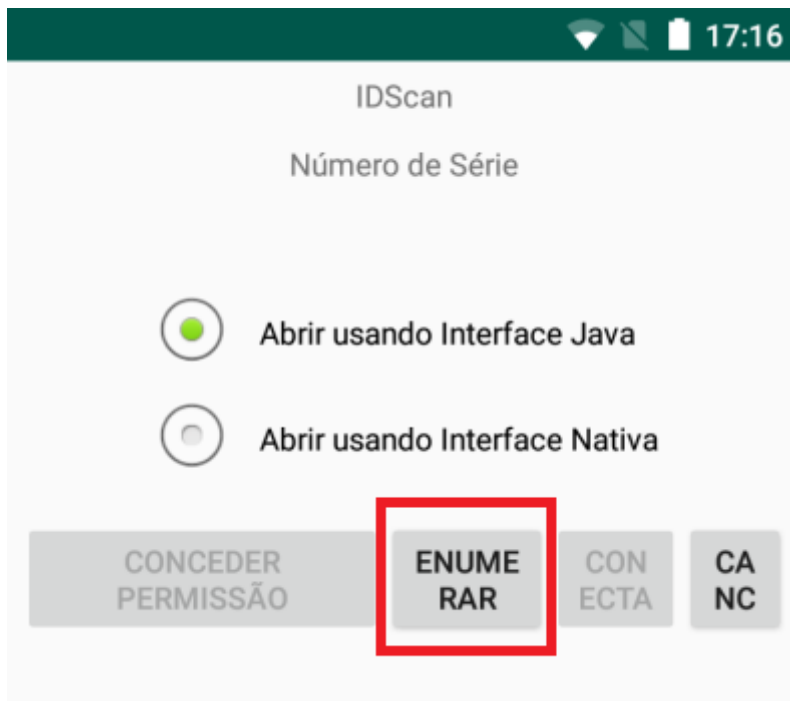 17:16
IDScan
Número de Série
Abrir usando Interface Java
Abrir usando Interface Nativa
CONCEDER
PERMISSÃO
ENUME
RAR
CON
ECTA
CA
NC